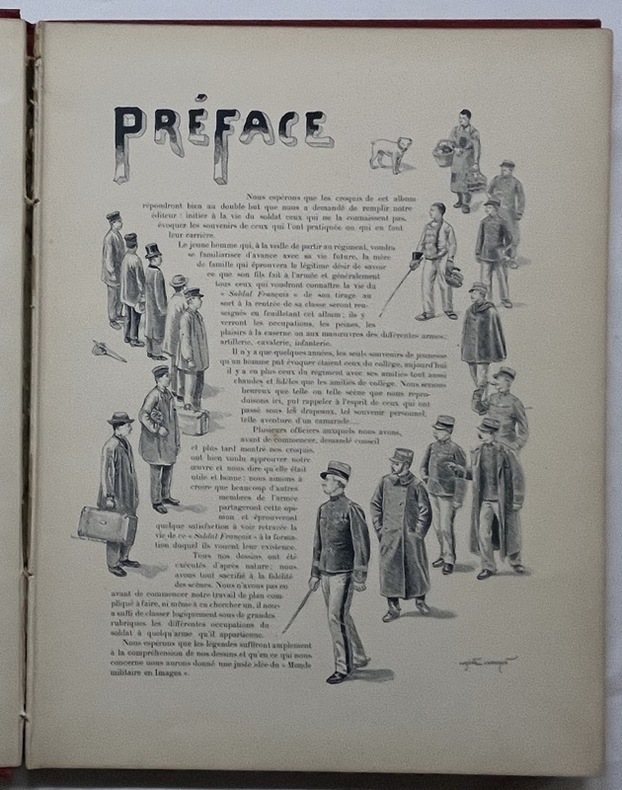 PRÉFACE
Nous espérons que les croquis de cet album
répondront bien au double but que nous a demandé de remplir notre
éditeur : initier à la vie du soldat ceux qui ne la connaissent pas,
évoquer les souvenirs de ceux qui l'ont pratiquée ou qui en font
leur carrière.
Le jeune homme qui, à la veille de partir au régiment, voudra
se familiariser d'avance avec sa vie future, la mère
de famille qui éprouvera le légitime désir de savoir
ce que son fils fait à l'armée et généralement
tous ceux qui voudront connaître la vie du
« Soldat Français » de son tirage au
sort à la rentrée de sa classe seront ren-
seignés en feuilletant cet album ; ils y
verront les occupations, les peines, les
plaisirs à la caserne ou aux manœuvres des différentes armes:
artillerie, cavalerie, infanterie.
Il n'y a que quelques années, les seuls souvenirs de jeunesse
qu'un homme pût évoquer étaient ceux du collège, aujourd'hui
il y a en plus ceux du régiment avec ses amitiés tout aussi
chaudes et fidèles que les amitiés de collège. Nous serions
heureux que telle ou telle scène que nous repro-
duisons ici, pût rappeler à l'esprit de ceux qui ont
passé sous les drapeaux, tel souvenir personnel,
telle aventure d'un camarade....
Plusieurs officiers auxquels nous avons,
avant de commencer, demandé conseil
et plus tard montré nos croquis,
ont bien voulu approuver notre
œuvre et nous dire qu'elle était
utile et bonne ; nous aimons à
croire que beaucoup d'autres
membres de l'armée
partageront cette opi-
nion et éprouveront
quelque satisfaction à voir retracée la
vie de ce « Soldat Français » à la forma-
tion duquel ils vouent leur existence.
Tous nos dessins ont été
exécutés d'après nature ; nous
avons tout sacrifié à la fidélité
des scènes. Nous n'avons pas eu
avant de commencer notre travail de plan com-
pliqué à faire, ni même à en chercher un, il nous
a suffi de classer logiquement sous de grandes
rubriques les différentes occupations du
soldat à quelqu'arme qu'il appartienne.
Nous espérons que les légendes suffiront amplement
à la compréhension de nos dessins et qu'en ce qui nous
concerne nous aurons donné une juste idée du « Monde
militaire en Images ».